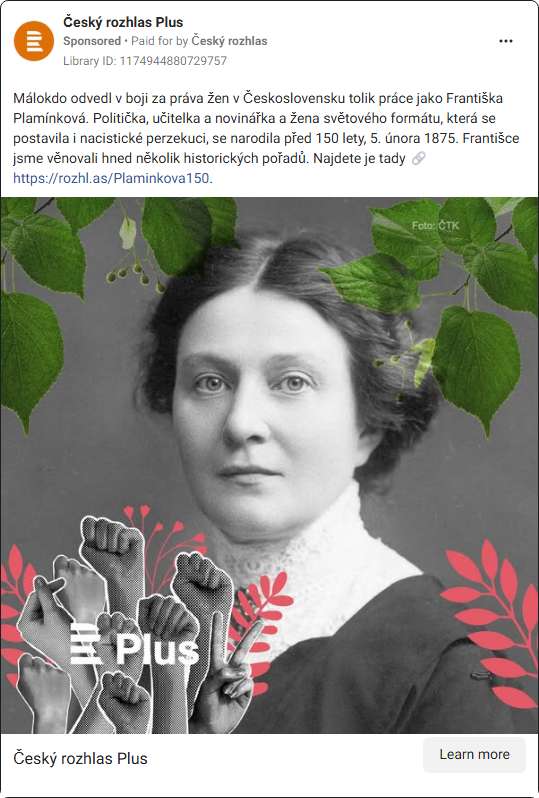 Český rozhlas Plus
Sponsored • Paid for by Český rozhlas
Library ID: 1174944880729757
Málokdo odvedl v boji za práva žen v Československu tolik práce jako Františka
Plamínková. Politička, učitelka a novinářka a žena světového formátu, která se
postavila i nacistické perzekuci, se narodila před 150 lety, 5. února 1875. Františce
jsme věnovali hned několik historických pořadů. Najdete je tady 🔗
https://rozhl.as/Plaminkova150.
Foto: ČTK
Plus
Český rozhlas Plus
Learn more